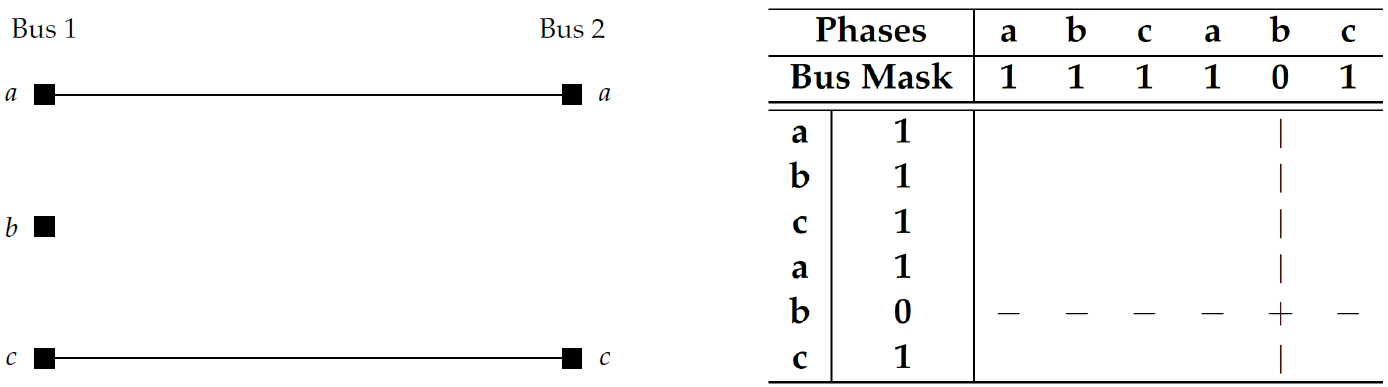 Bus 1
Bus 2
a
a
b
c
c
Phases a b c a b c
Bus Mask 1 1 1 1 0 1
a 1
b 1
c 1
a 1
b 0 – – – – + –
c 1